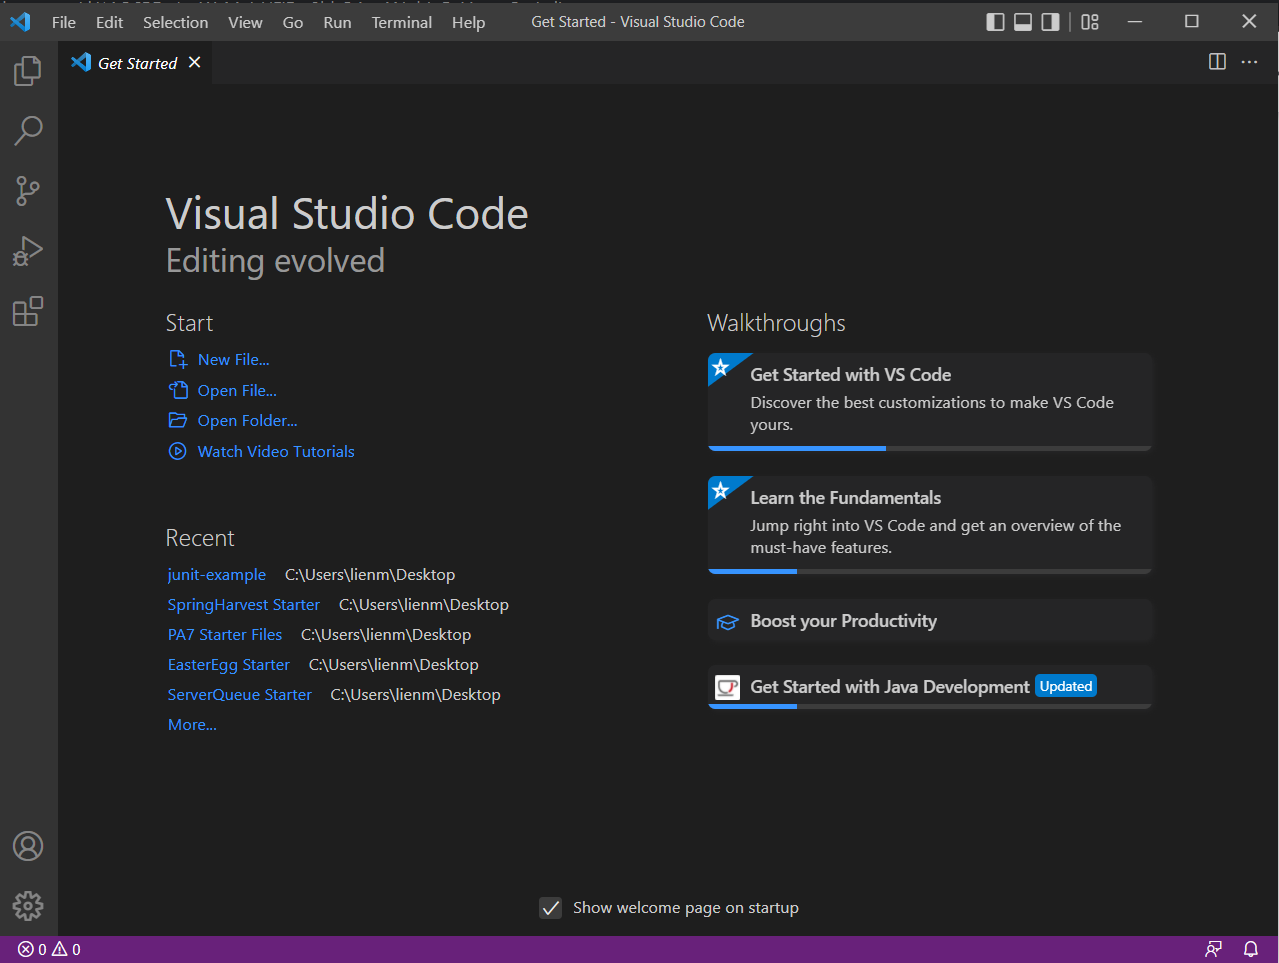 File Edit Selection View Go Run Terminal Help Get Started - Visual Studio Code
Get Started
Visual Studio Code
Editing evolved
Start
New File...
Open File...
Open Folder...
Watch Video Tutorials
Recent
junit-example C:\Users\lienm\Desktop
SpringHarvest Starter C:\Users\lienm\Desktop
PA7 Starter Files C:\Users\lienm\Desktop
EasterEgg Starter C:\Users\lienm\Desktop
ServerQueue Starter C:\Users\lienm\Desktop
More...
Walkthroughs
Get Started with VS Code
Discover the best customizations to make VS Code
yours.
Learn the Fundamentals
Jump right into VS Code and get an overview of the
must-have features.
Boost your Productivity
Get Started with Java Development Updated
Show welcome page on startup
0 0